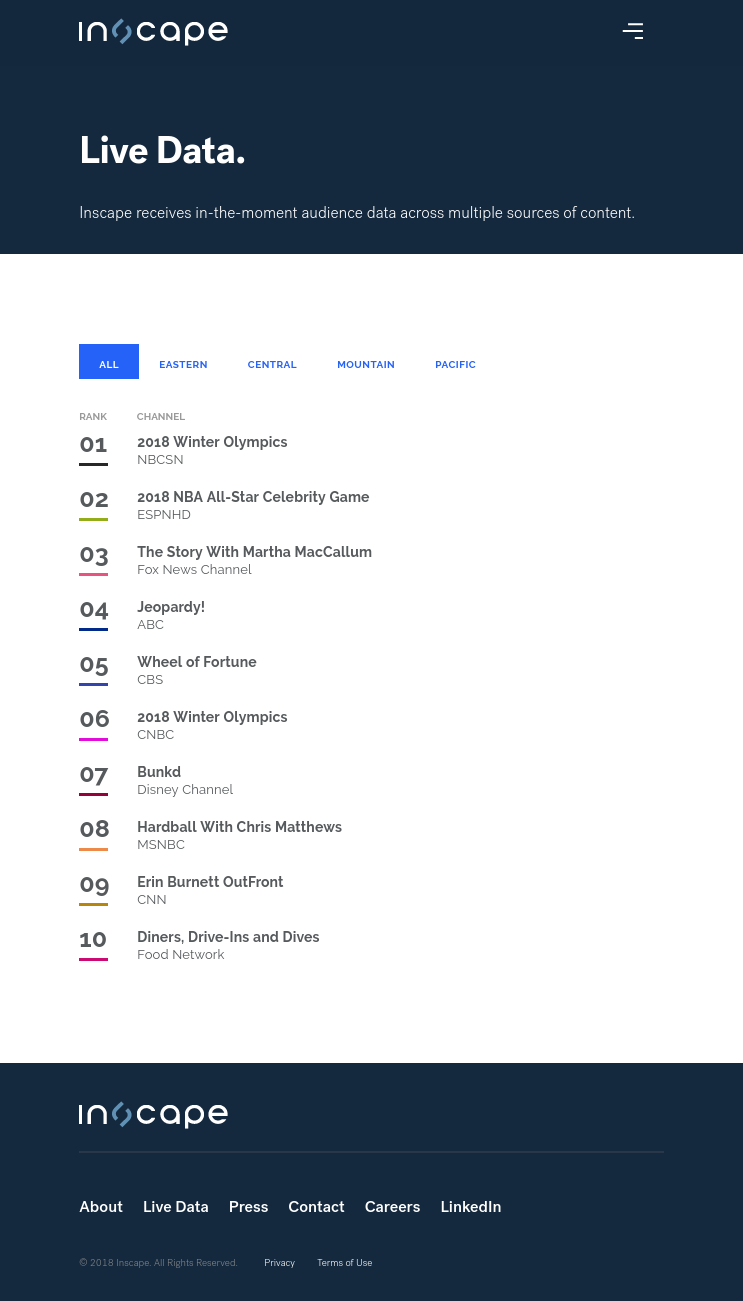 inscape
Live Data.
Inscape receives in-the-moment audience data across multiple sources of content.
ALL EASTERN CENTRAL MOUNTAIN PACIFIC
RANK CHANNEL
01 2018 Winter Olympics
NBCSN
02 2018 NBA All-Star Celebrity Game
ESPNHD
03 The Story With Martha MacCallum
Fox News Channel
04 Jeopardy!
ABC
05 Wheel of Fortune
CBS
06 2018 Winter Olympics
CNBC
07 Bunkd
Disney Channel
08 Hardball With Chris Matthews
MSNBC
09 Erin Burnett OutFront
CNN
10 Diners, Drive-Ins and Dives
Food Network
inscape
About Live Data Press Contact Careers LinkedIn
© 2018 Inscape. All Rights Reserved. Privacy Terms of Use